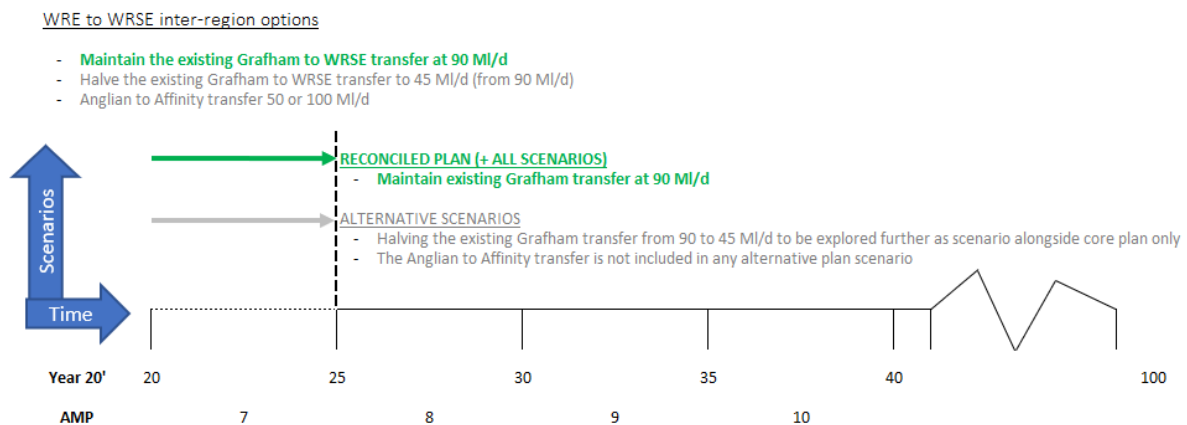 WRE to WRSE inter-region options
- Maintain the existing Grafham to WRSE transfer at 90 Ml/d
- Halve the existing Grafham to WRSE transfer to 45 Ml/d (from 90 Ml/d)
- Anglian to Affinity transfer 50 or 100 Ml/d
Scenarios
RECONCILED PLAN (+ ALL SCENARIOS)
- Maintain existing Grafham transfer at 90 Ml/d
ALTERNATIVE SCENARIOS
- Halving the existing Grafham transfer from 90 to 45 Ml/d to be explored further as scenario alongside core plan only
- The Anglian to Affinity transfer is not included in any alternative plan scenario
Time
Year 20' 20 25 30 35 40 100
AMP 7 8 9 10